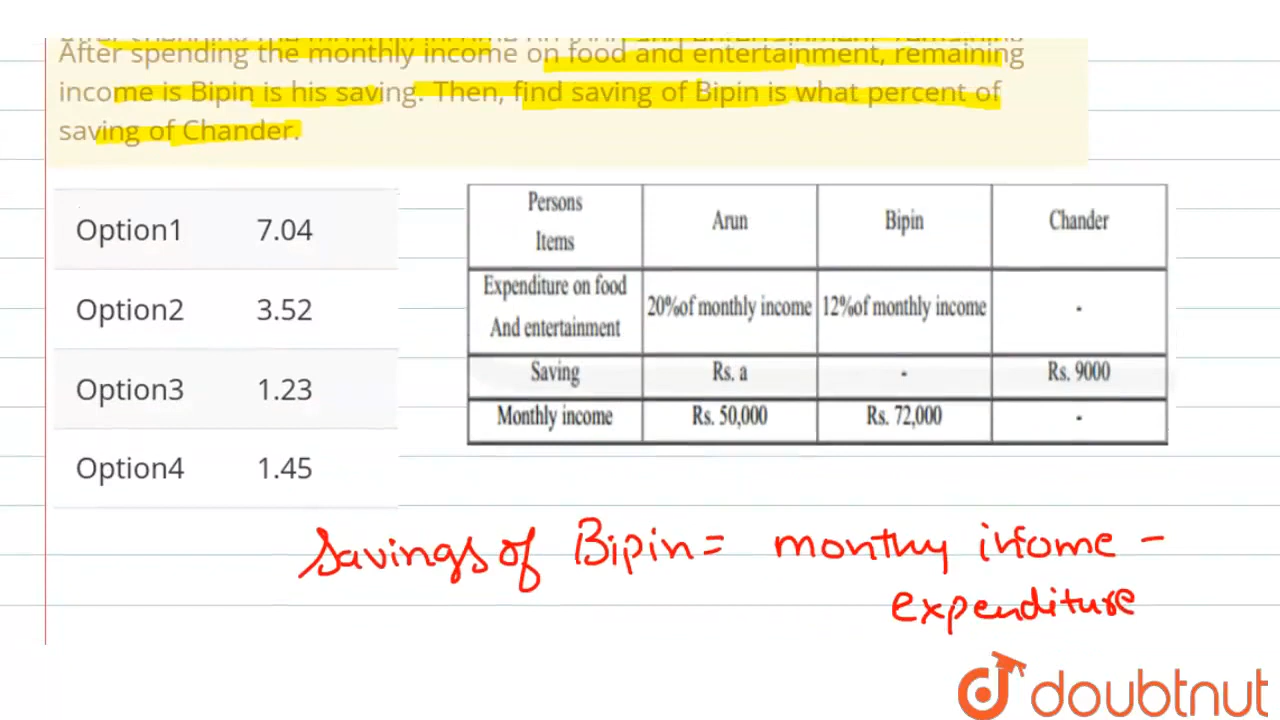 After spending the monthly income on food and entertainment, remaining
income is Bipin is his saving. Then, find saving of Bipin is what percent of
saving of Chander.
Option1 7.04
Option2 3.52
Option3 1.23
Option4 1.45
Persons
Items
Arun
Bipin
Chander
Expenditure on food
And entertainment
20%of monthly income
12%of monthly income
-
Saving
Rs. a
-
Rs. 9000
Monthly income
Rs. 50,000
Rs. 72,000
-
Savings of Bipin = monthly income -
expenditure
doubtnut